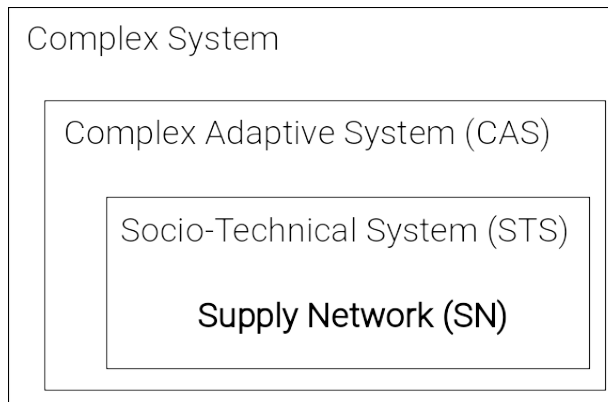 Complex System
Complex Adaptive System (CAS)
Socio-Technical System (STS)
Supply Network (SN)